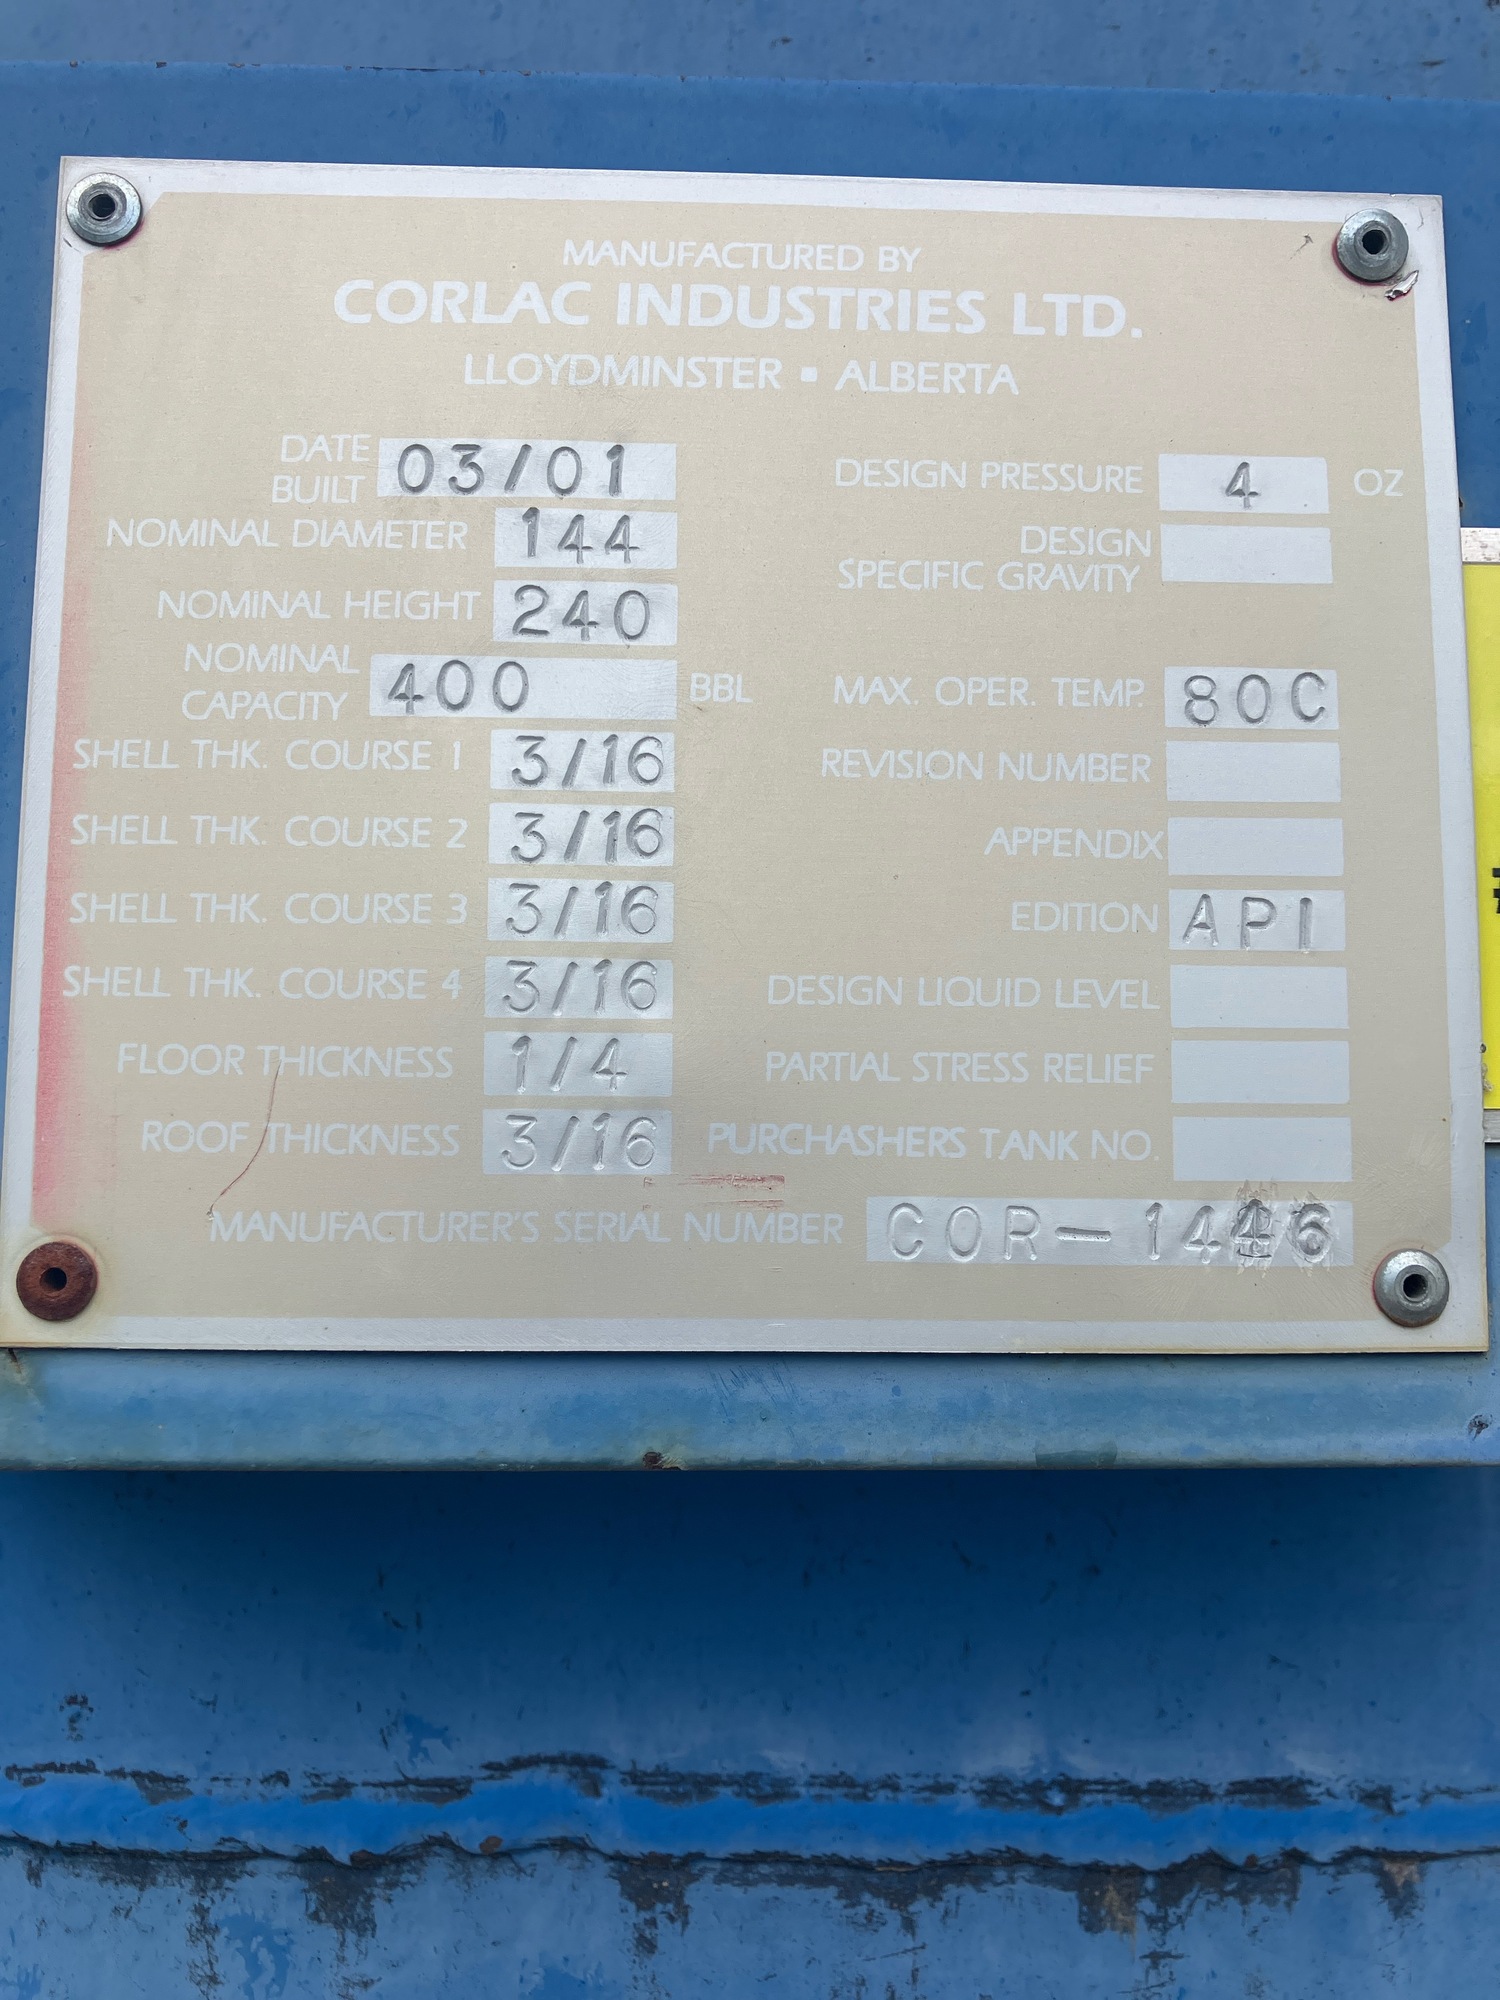 MANUFACTURED BY
CORLAC INDUSTRIES LTD.
LLOYDMINSTER ▪ ALBERTA
DATE BUILT 03/01
NOMINAL DIAMETER 144
NOMINAL HEIGHT 240
NOMINAL CAPACITY 400 BBL
SHELL THK. COURSE 1 3/16
SHELL THK. COURSE 2 3/16
SHELL THK. COURSE 3 3/16
SHELL THK. COURSE 4 3/16
FLOOR THICKNESS 1/4
ROOF THICKNESS 3/16
DESIGN PRESSURE 4 OZ
DESIGN SPECIFIC GRAVITY
MAX. OPER. TEMP. 80C
REVISION NUMBER
APPENDIX
EDITION API
DESIGN LIQUID LEVEL
PARTIAL STRESS RELIEF
PURCHASHERS TANK NO.
MANUFACTURER'S SERIAL NUMBER